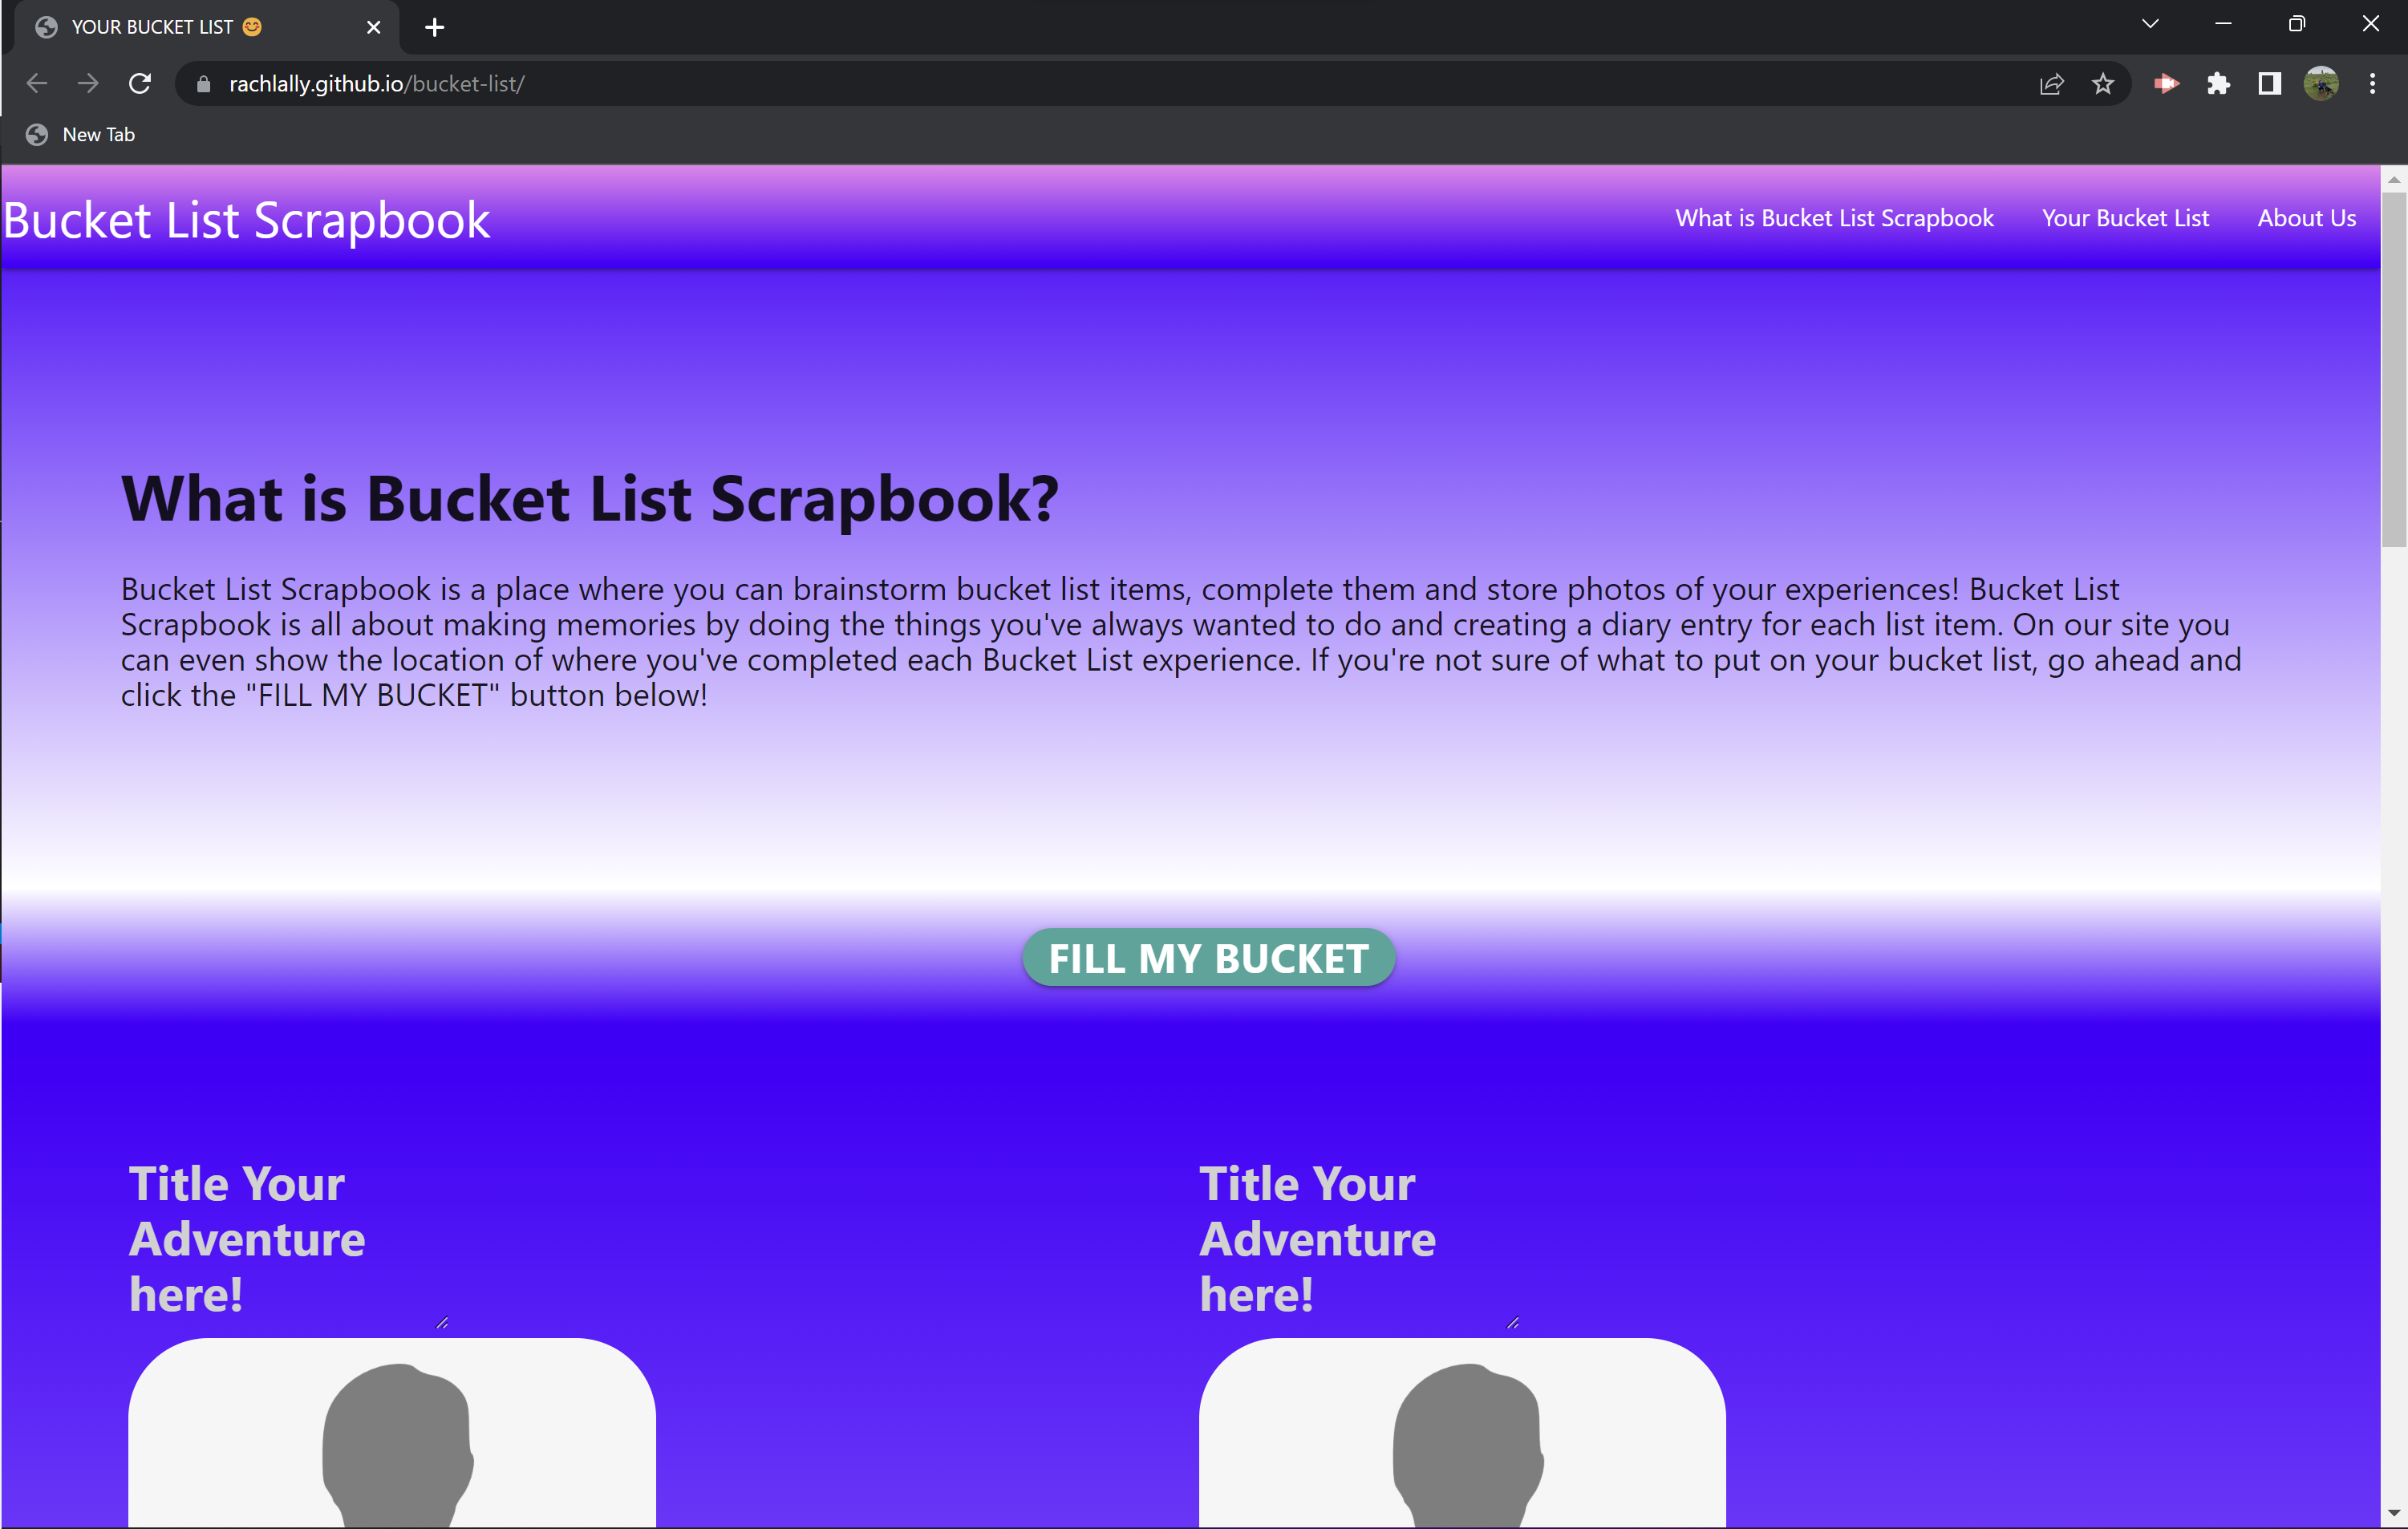 YOUR BUCKET LIST 😊
rachlally.github.io/bucket-list/
New Tab
Bucket List Scrapbook
What is Bucket List Scrapbook
Your Bucket List
About Us
What is Bucket List Scrapbook?
Bucket List Scrapbook is a place where you can brainstorm bucket list items, complete them and store photos of your experiences! Bucket List
Scrapbook is all about making memories by doing the things you've always wanted to do and creating a diary entry for each list item. On our site you
can even show the location of where you've completed each Bucket List experience. If you're not sure of what to put on your bucket list, go ahead and
click the "FILL MY BUCKET" button below!
FILL MY BUCKET
Title Your
Adventure
here!
Title Your
Adventure
here!